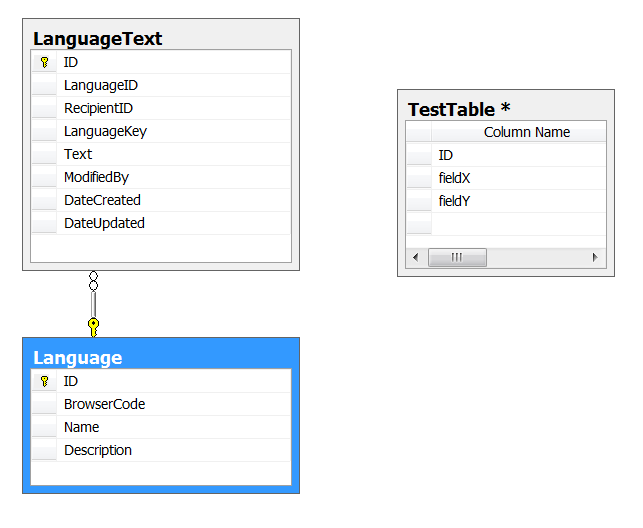 LanguageText
ID
LanguageID
RecipientID
LanguageKey
Text
ModifiedBy
DateCreated
DateUpdated
TestTable *
Column Name
ID
fieldX
fieldY
Language
ID
BrowserCode
Name
Description